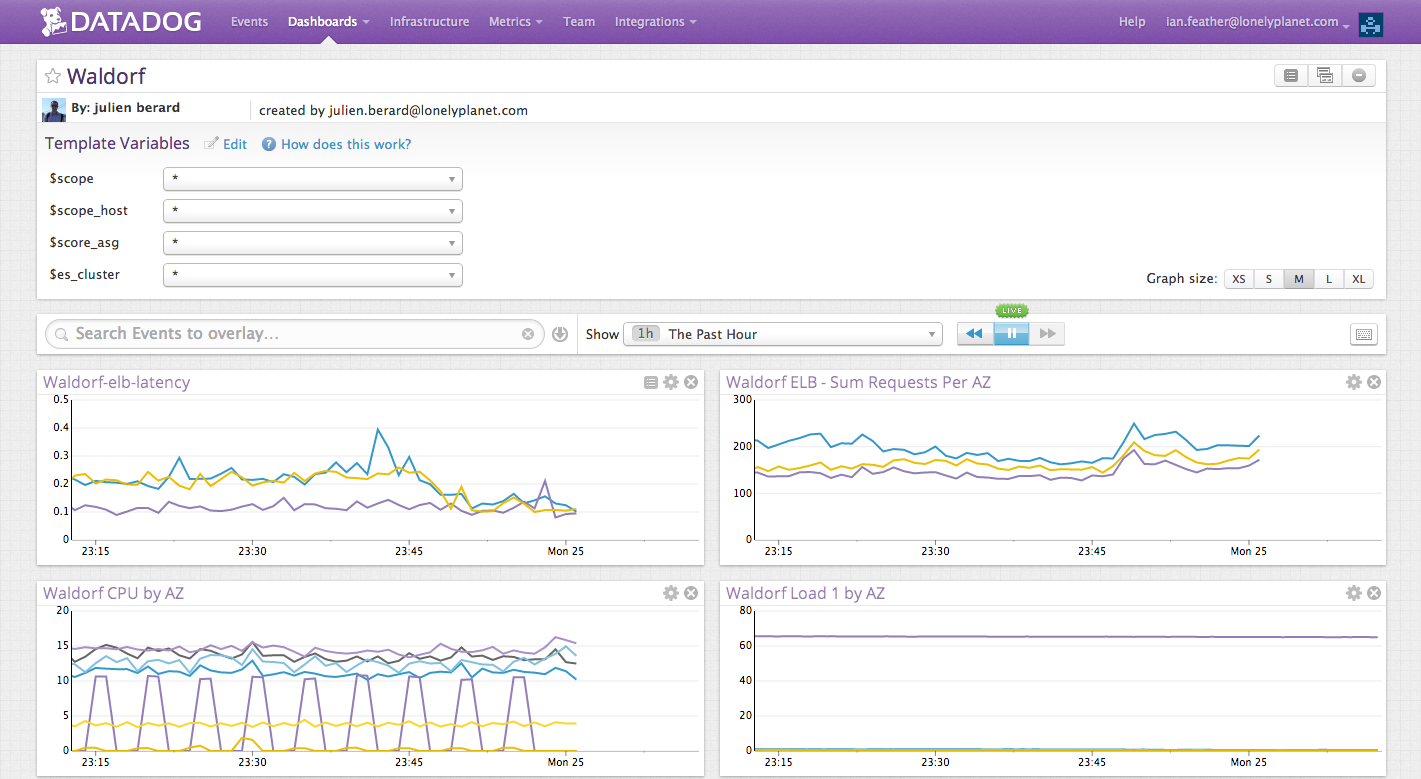 DATADOG Events Dashboards Infrastructure Metrics Team Integrations Help ian.feather@lonelyplanet.com
Waldorf
By: julien berard created by julien.berard@lonelyplanet.com
Template Variables Edit ? How does this work?
$scope *
$scope_host *
$score_asg *
$es_cluster *
Graph size: XS S M L XL
LIVE
Search Events to overlay... Show 1h The Past Hour
Waldorf-elb-latency
0.5
0.4
0.3
0.2
0.1
0
23:15 23:30 23:45 Mon 25
Waldorf ELB - Sum Requests Per AZ
300
200
100
0
23:15 23:30 23:45 Mon 25
Waldorf CPU by AZ
20
15
10
5
0
23:15 23:30 23:45 Mon 25
Waldorf Load 1 by AZ
80
60
40
20
0
23:15 23:30 23:45 Mon 25